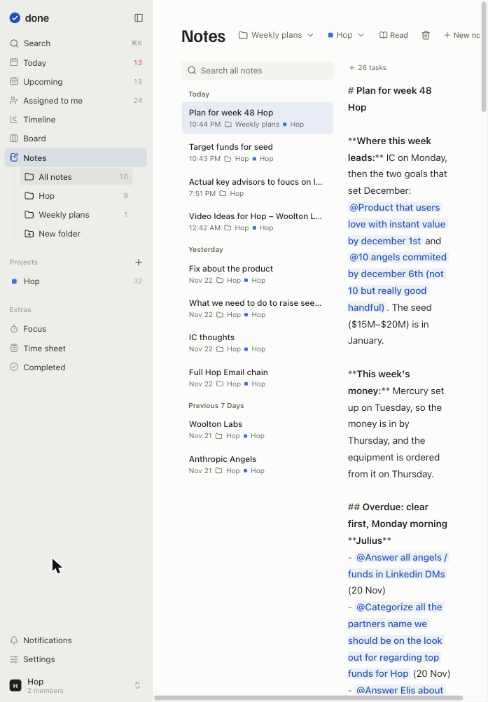 done
Search ⌘K
Today 13
Upcoming 13
Assigned to me 24
Timeline
Board
Notes
All notes 10
Hop 9
Weekly plans 1
New folder
Projects +
Hop 32
Extras
Focus
Time sheet
Completed
Notifications
Settings
H Hop
2 members
Notes Weekly plans Hop Read + New no
Search all notes
Today
Plan for week 48 Hop
10:44 PM Weekly plans Hop
Target funds for seed
10:43 PM Hop Hop
Actual key advisors to foucs on I...
7:51 PM Hop
Video Ideas for Hop – Woolton L...
12:42 AM Hop Hop
Yesterday
Fix about the product
Nov 22 Hop Hop
What we need to do to raise see...
Nov 22 Hop Hop
IC thoughts
Nov 22 Hop Hop
Full Hop Email chain
Nov 22 Hop Hop
Previous 7 Days
Woolton Labs
Nov 21 Hop Hop
Anthropic Angels
Nov 21 Hop Hop
+ 26 tasks
# Plan for week 48
Hop
**Where this week
leads:** IC on Monday,
then the two goals that
set December:
@Product that users
love with instant value
by december 1st and
@10 angels commited
by december 6th (not
10 but really good
handful) . The seed
($15M–$20M) is in
January.
**This week's
money:** Mercury set
up on Tuesday, so the
money is in by
Thursday, and the
equipment is ordered
from it on Thursday.
## Overdue: clear
first, Monday morning
**Julius**
- @Answer all angels /
funds in Linkedin DMs
(20 Nov)
- @Categorize all the
partners name we
should be on the look
out for regarding top
funds for Hop (20 Nov)
- @Answer Elis about